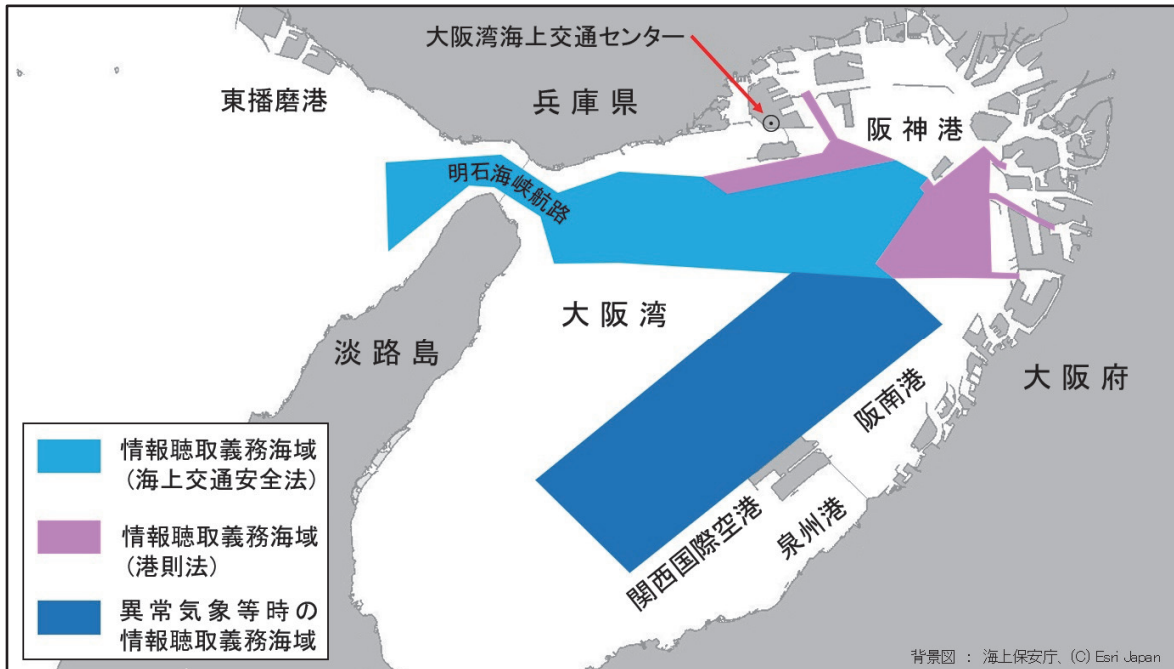 大阪湾海上交通センター
東播磨港
兵庫県
阪神港
明石海峡航路
大阪湾
淡路島
大阪府
阪南港
関西国際空港
泉州港
情報聴取義務海域
(海上交通安全法)
情報聴取義務海域
(港則法)
異常気象等時の
情報聴取義務海域
背景図 : 海上保安庁、(C) Esri Japan